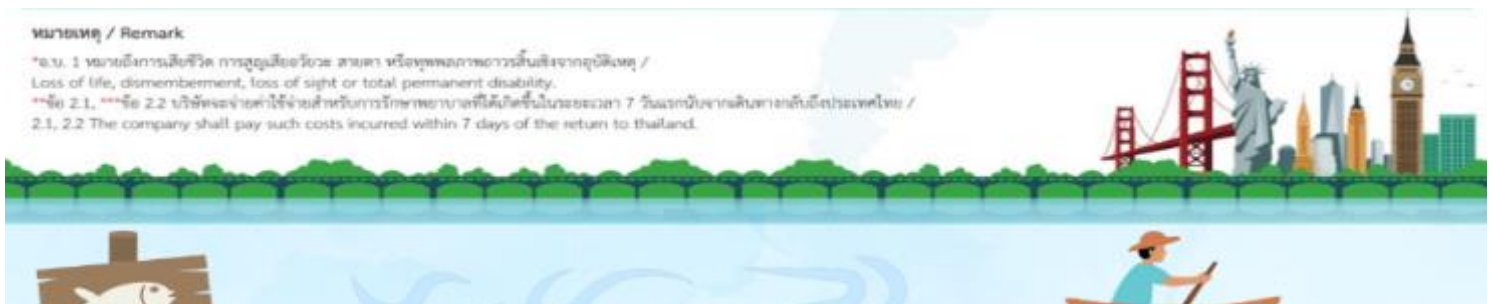 หมายเหตุ / Remark
*อ.บ. 1 หมายถึงการเสียชีวิต การสูญเสียอวัยวะ สายตา หรือทุพพลภาพถาวรสิ้นเชิงจากอุบัติเหตุ /
Loss of life, dismemberment, loss of sight or total permanent disability.
**ข้อ 2.1, ***ข้อ 2.2 บริษัทจะจ่ายค่าใช้จ่ายสำหรับการรักษาพยาบาลที่ได้เกิดขึ้นในระยะเวลา 7 วันแรกนับจากเดินทางกลับถึงประเทศไทย /
2.1, 2.2 The company shall pay such costs incurred within 7 days of the return to thailand.